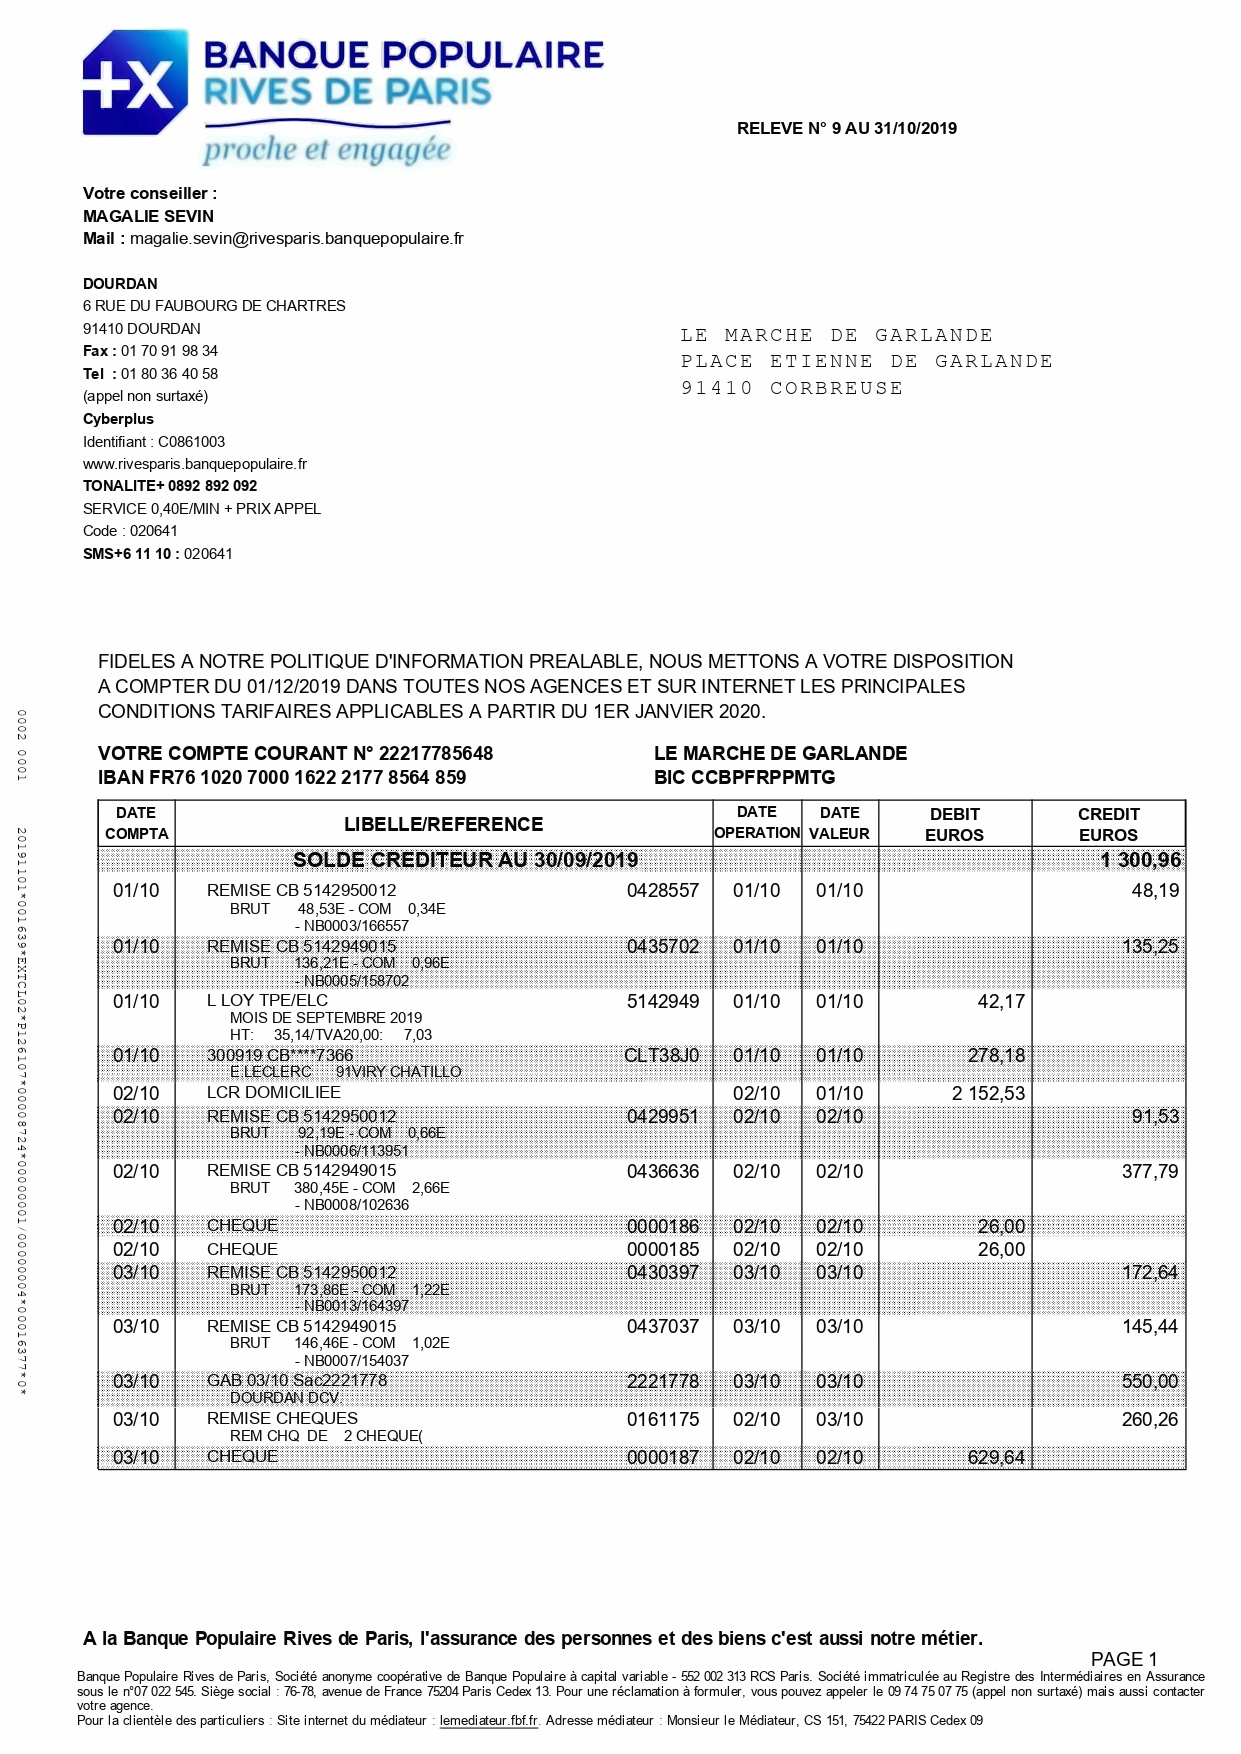 +X BANQUE POPULAIRE
RIVES DE PARIS
proche et engagée
RELEVE N° 9 AU 31/10/2019
Votre conseiller :
MAGALIE SEVIN
Mail : magalie.sevin@rivesparis.banquepopulaire.fr
DOURDAN
6 RUE DU FAUBOURG DE CHARTRES
91410 DOURDAN
Fax : 01 70 91 98 34
Tel : 01 80 36 40 58
(appel non surtaxé)
Cyberplus
Identifiant : C0861003
www.rivesparis.banquepopulaire.fr
TONALITE+ 0892 892 092
SERVICE 0,40E/MIN + PRIX APPEL
Code : 020641
SMS+6 11 10 : 020641
LE MARCHE DE GARLANDE
PLACE ETIENNE DE GARLANDE
91410 CORBREUSE
FIDELES A NOTRE POLITIQUE D'INFORMATION PREALABLE, NOUS METTONS A VOTRE DISPOSITION
A COMPTER DU 01/12/2019 DANS TOUTES NOS AGENCES ET SUR INTERNET LES PRINCIPALES
CONDITIONS TARIFAIRES APPLICABLES A PARTIR DU 1ER JANVIER 2020.
VOTRE COMPTE COURANT N° 22217785648 LE MARCHE DE GARLANDE
IBAN FR76 1020 7000 1622 2177 8564 859 BIC CCBPFRPPMTG
DATE COMPTA LIBELLE/REFERENCE DATE OPERATION DATE VALEUR DEBIT EUROS CREDIT EUROS
SOLDE CREDITEUR AU 30/09/2019 1 300,96
01/10 REMISE CB 5142950012 0428557 01/10 01/10 48,19
BRUT 48,53E - COM 0,34E
- NB0003/166557
01/10 REMISE CB 5142949015 0435702 01/10 01/10 135,25
BRUT 136,21E - COM 0,96E
- NB0005/158702
01/10 L LOY TPE/ELC 5142949 01/10 01/10 42,17
MOIS DE SEPTEMBRE 2019
HT: 35,14/TVA20,00: 7,03
01/10 300919 CB****7366 CLT38J0 01/10 01/10 278,18
E.LECLERC 91VIRY CHATILLO
02/10 LCR DOMICILIEE 02/10 01/10 2 152,53
02/10 REMISE CB 5142950012 0429951 02/10 02/10 91,53
BRUT 92,19E - COM 0,66E
- NB0006/113951
02/10 REMISE CB 5142949015 0436636 02/10 02/10 377,79
BRUT 380,45E - COM 2,66E
- NB0008/102636
02/10 CHEQUE 0000186 02/10 02/10 26,00
02/10 CHEQUE 0000185 02/10 02/10 26,00
03/10 REMISE CB 5142950012 0430397 03/10 03/10 172,64
BRUT 173,86E - COM 1,22E
- NB0013/164397
03/10 REMISE CB 5142949015 0437037 03/10 03/10 145,44
BRUT 146,46E - COM 1,02E
- NB0007/154037
03/10 GAB 03/10 Sac2221778 2221778 03/10 03/10 550,00
DOURDAN DCV.
03/10 REMISE CHEQUES 0161175 02/10 03/10 260,26
REM CHQ DE 2 CHEQUE(
03/10 CHEQUE 0000187 02/10 02/10 629,64
0002 0001 20191101*001639*EXTCL02*P126107*00008724*00000001/00000004*00016377*0*
A la Banque Populaire Rives de Paris, l'assurance des personnes et des biens c'est aussi notre métier.
PAGE 1
Banque Populaire Rives de Paris, Société anonyme coopérative de Banque Populaire à capital variable - 552 002 313 RCS Paris. Société immatriculée au Registre des Intermédiaires en Assurance
sous le n°07 022 545. Siège social : 76-78, avenue de France 75204 Paris Cedex 13. Pour une réclamation à formuler, vous pouvez appeler le 09 74 75 07 75 (appel non surtaxé) mais aussi contacter
votre agence.
Pour la clientèle des particuliers : Site internet du médiateur : lemediateur.fbf.fr. Adresse médiateur : Monsieur le Médiateur, CS 151, 75422 PARIS Cedex 09